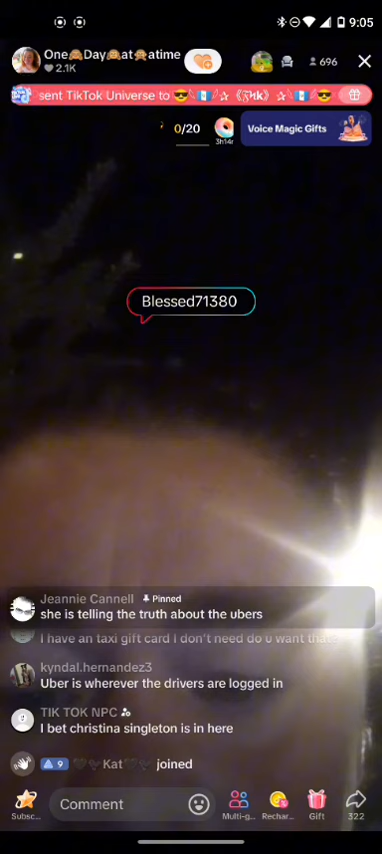 9:05
One🙈Day🙉at🙊atime
2.1K
696
sent TikTok Universe to
0/20
3h14
Voice Magic Gifts
Blessed71380
Jeannie Cannell Pinned
she is telling the truth about the ubers
I have an taxi gift card I don't need do u want that
kyndal.hernandez3
Uber is wherever the drivers are logged in
TIK TOK NPC
I bet christina singleton is in here
9 Kat joined
Comment
Subsc... Multi-g... Rechar... Gift 322